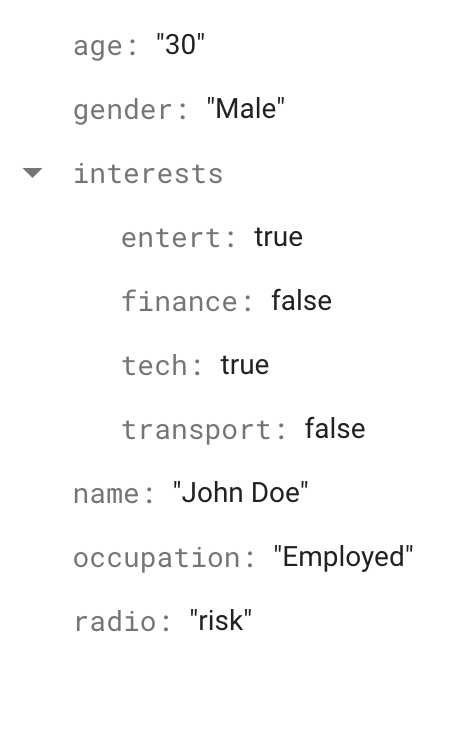 age: "30"
gender: "Male"
interests
entert: true
finance: false
tech: true
transport: false
name: "John Doe"
occupation: "Employed"
radio: "risk"